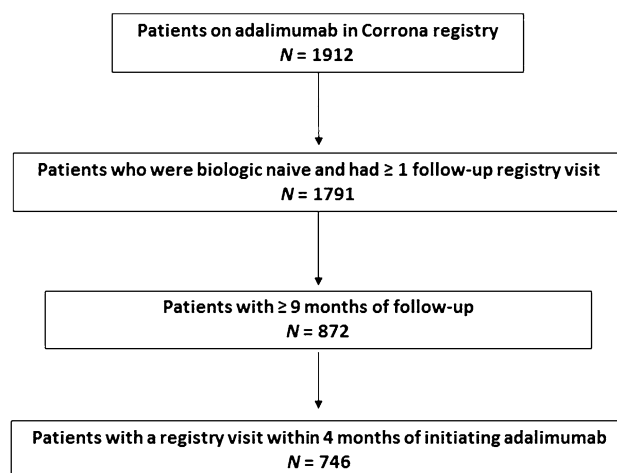 Patients on adalimumab in Corrona registry
N = 1912
Patients who were biologic naive and had ≥ 1 follow-up registry visit
N = 1791
Patients with ≥ 9 months of follow-up
N = 872
Patients with a registry visit within 4 months of initiating adalimumab
N = 746